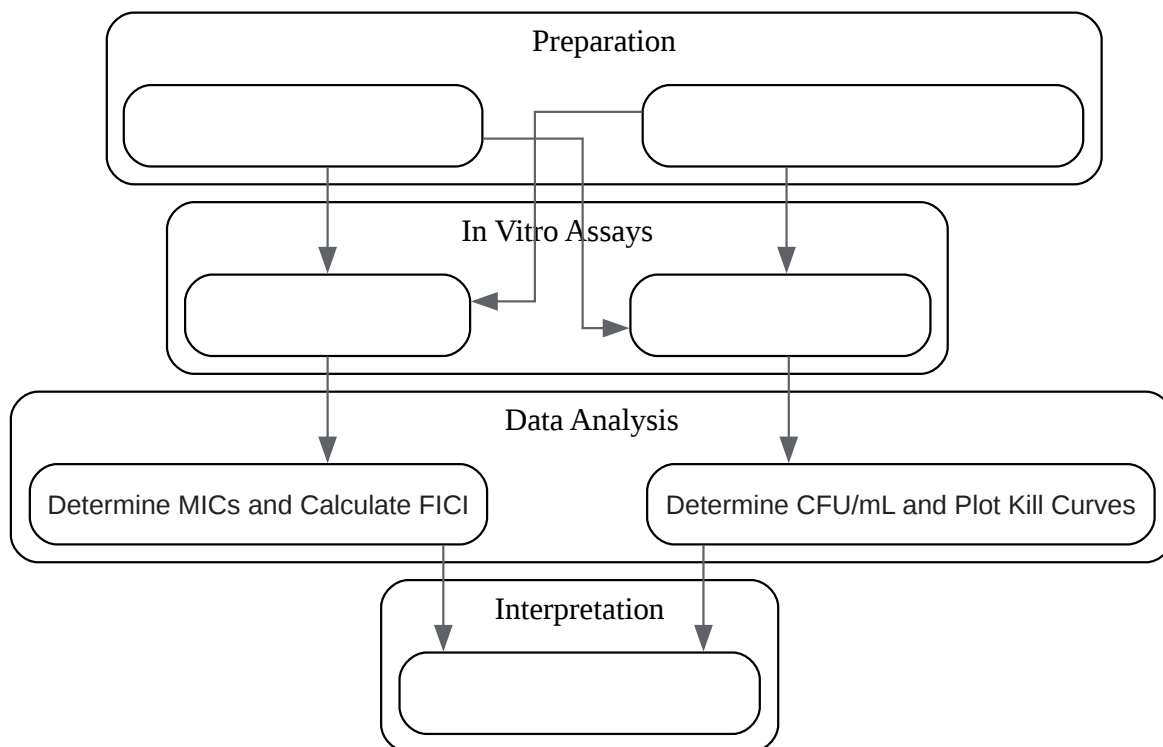 Preparation
In Vitro Assays
Data Analysis
Determine MICs and Calculate FICI
Determine CFU/mL and Plot Kill Curves
Interpretation